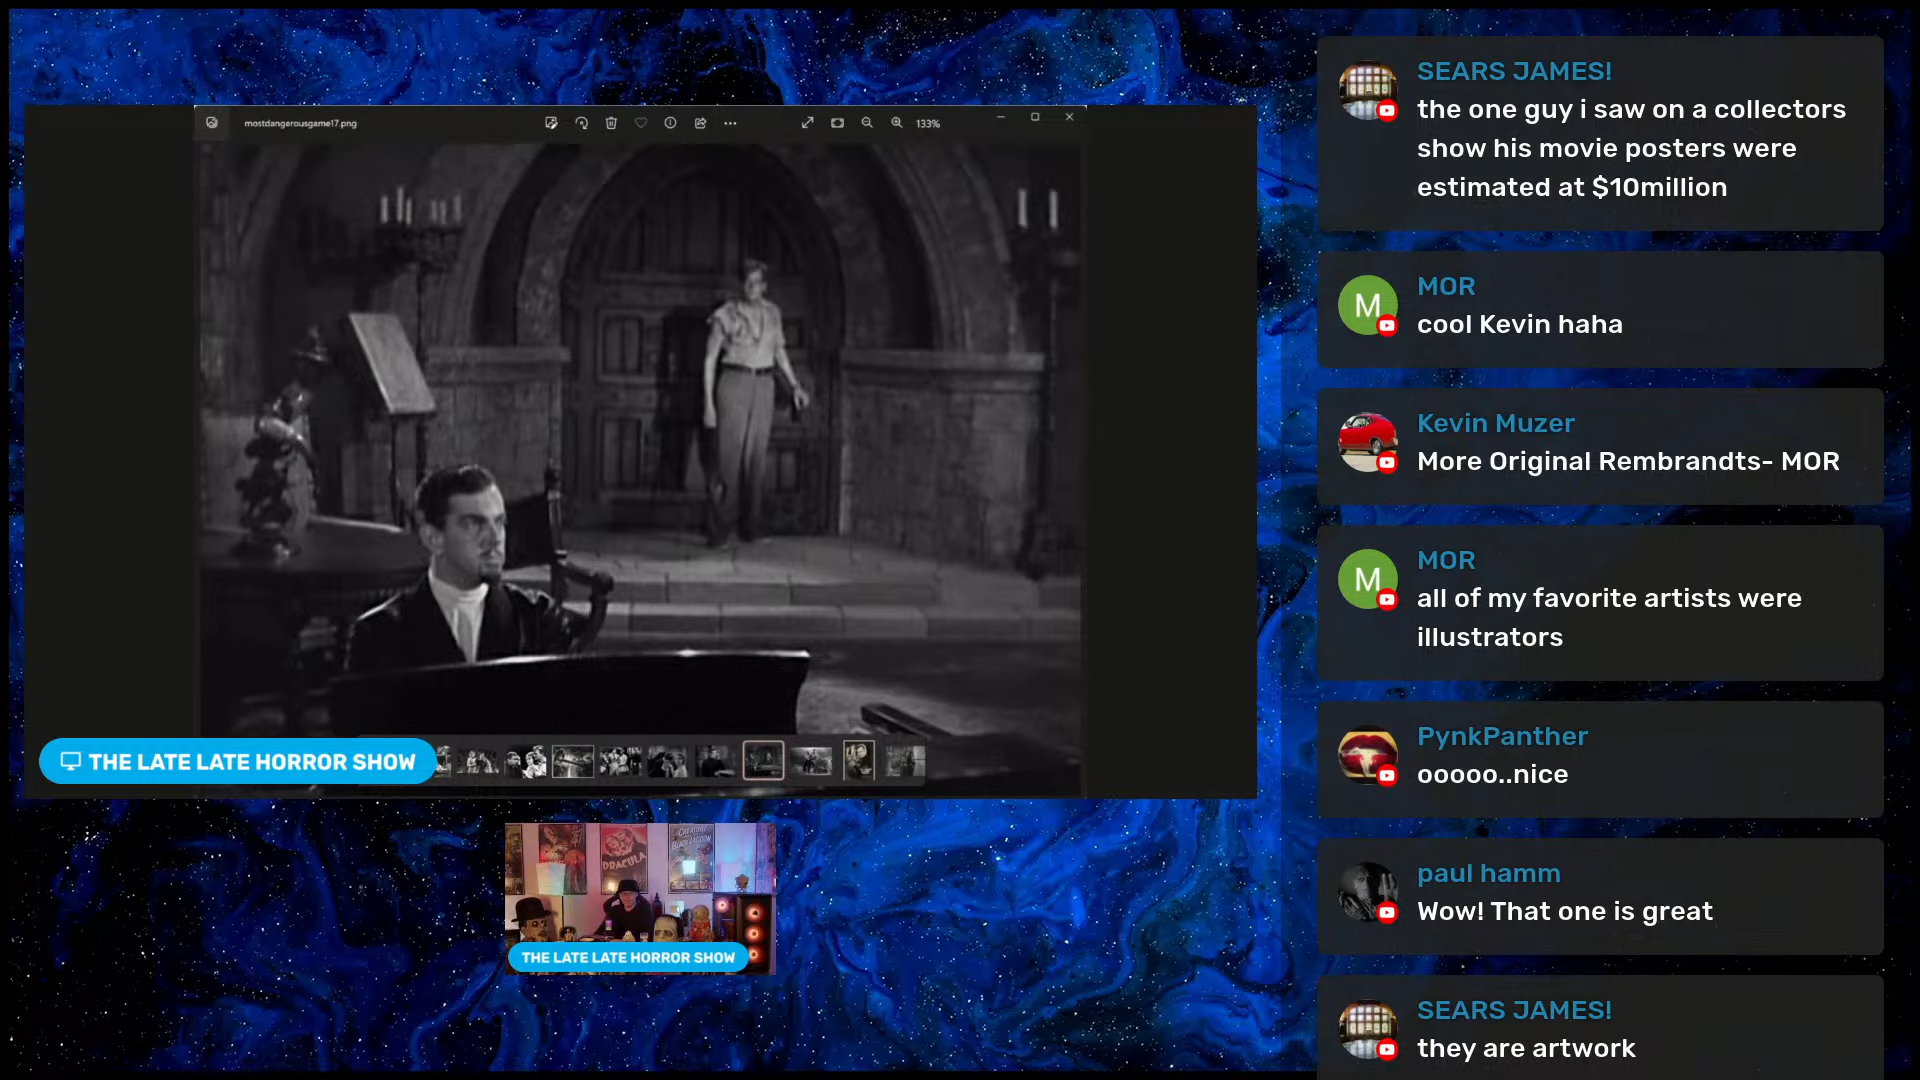 mostdangerousgame17.png
133%
THE LATE LATE HORROR SHOW
DRACULA
CREATURE
BLACK LAGOON
THE LATE LATE HORROR SHOW
SEARS JAMES!
the one guy i saw on a collectors
show his movie posters were
estimated at $10million
M
MOR
cool Kevin haha
Kevin Muzer
More Original Rembrandts- MOR
M
MOR
all of my favorite artists were
illustrators
PynkPanther
ooooo..nice
paul hamm
Wow! That one is great
SEARS JAMES!
they are artwork